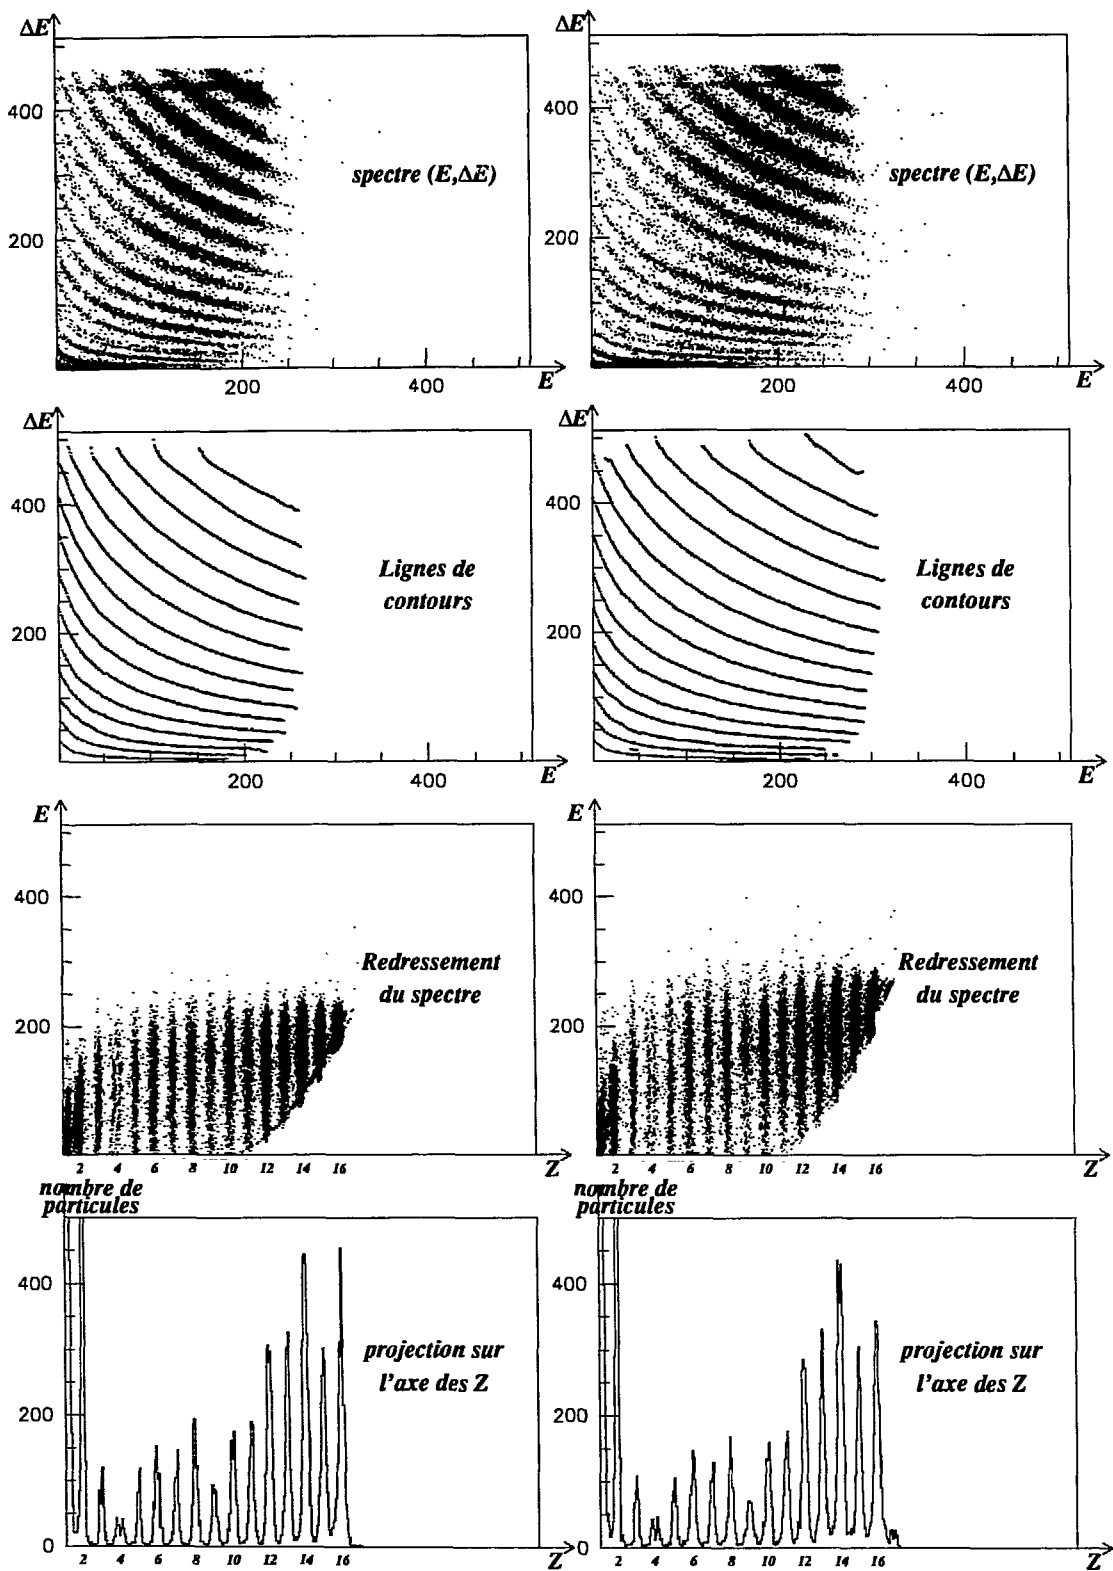 ΔE
400
200
spectre (E,ΔE)
200
400
E
ΔE
400
200
spectre (E,ΔE)
200
400
E
ΔE
400
200
Lignes de
contours
200
400
E
ΔE
400
200
Lignes de
contours
200
400
E
E
400
200
Redressement
du spectre
2 4 6 8 10 12 14 16
Z
E
400
200
Redressement
du spectre
2 4 6 8 10 12 14 16
Z
nombre de
particules
400
200
0
projection sur
l'axe des Z
2 4 6 8 10 12 14 16
Z
nombre de
particules
400
200
0
projection sur
l'axe des Z
2 4 6 8 10 12 14 16
Z